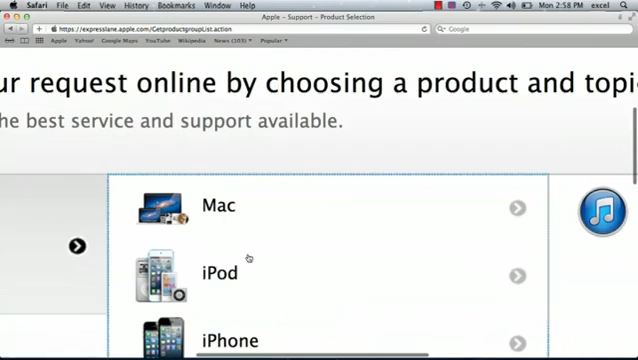 Safari File Edit View History Bookmarks Window Help Mon 2:58 PM excel
Apple – Support – Product Selection
https://expresslane.apple.com/GetproductgroupList.action Google
Apple Yahoo! Google Maps YouTube Wikipedia News (103) Popular
ur request online by choosing a product and topi
he best service and support available.
Mac
iPod
iPhone